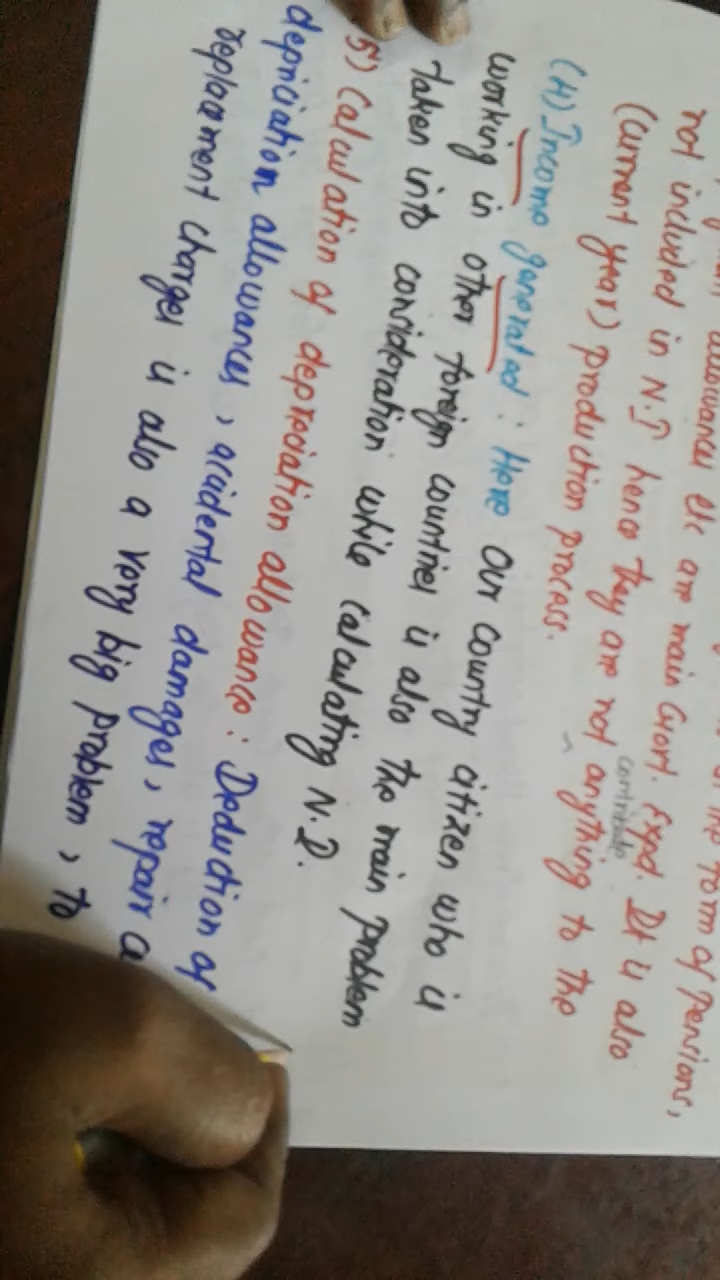 allowances etc are in the form of pensions,
not included in N.I hence they are main Govt. Expd. It is also
contribute
(current year) production process. not anything to the
(4) Income generated : Here our country citizen who is
working in other foreign countries is also the main problem
taken into consideration while calculating N.I.
5) Calculation of depreciation allowance : Deduction of
depriciation allowances, accidental damages, repair a
replacement charges is also a very big problem, to